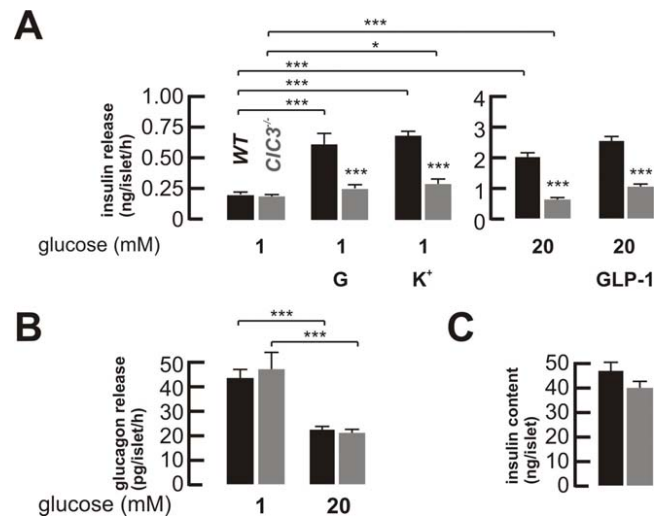 A
***
*
***
***
***
insulin release
(ng/islet/h)
1.00
0.75
0.50
0.25
0
WT
ClC3-/-
***
***
4
3
2
1
0
***
***
glucose (mM)
1
1
1
20
20
G
K+
GLP-1
B
***
***
glucagon release
(pg/islet/h)
50
40
30
20
10
0
glucose (mM)
1
20
C
insulin content
(ng/islet)
50
40
30
20
10
0